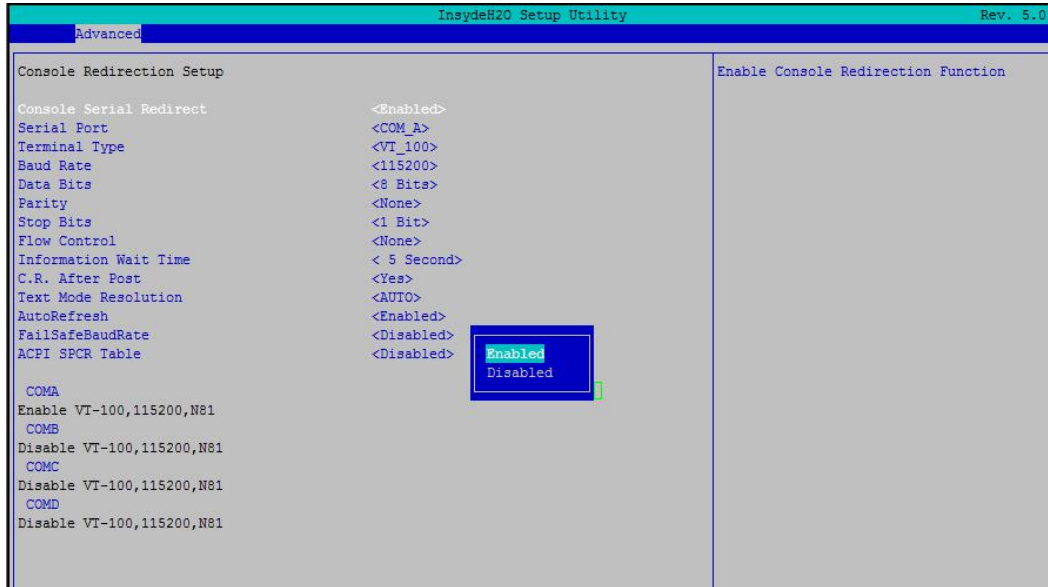 InsydeH2O Setup Utility Rev. 5.0
Advanced
Console Redirection Setup Enable Console Redirection Function
Console Serial Redirect <Enabled>
Serial Port <COM_A>
Terminal Type <VT_100>
Baud Rate <115200>
Data Bits <8 Bits>
Parity <None>
Stop Bits <1 Bit>
Flow Control <None>
Information Wait Time < 5 Second>
C.R. After Post <Yes>
Text Mode Resolution <AUTO>
AutoRefresh <Enabled>
FailSafeBaudRate <Disabled>
ACPI SPCR Table <Disabled>
Enabled
Disabled
COMA
Enable VT-100,115200,N81
COMB
Disable VT-100,115200,N81
COMC
Disable VT-100,115200,N81
COMD
Disable VT-100,115200,N81